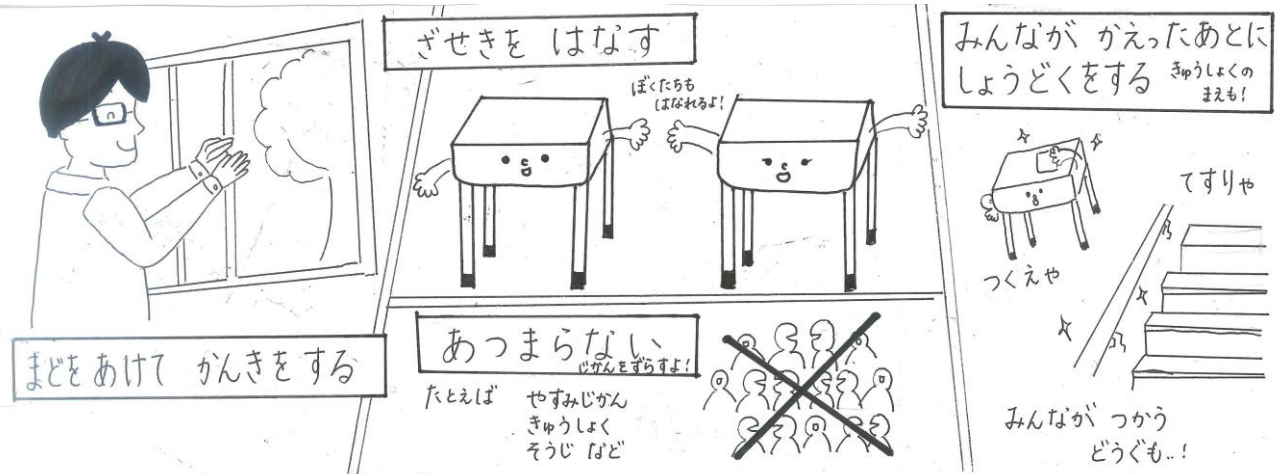 まどをあけて かんきをする
ざせきを はなす
ぼくたちも
はなれるよ!
あつまらない
じかんをずらすよ!
たとえば やすみじかん
きゅうしょく
そうじ など
みんなが かえったあとに
しょうどくをする きゅうしょくの
まえも!
つくえや
てすりや
みんなが つかう
どうぐも..!